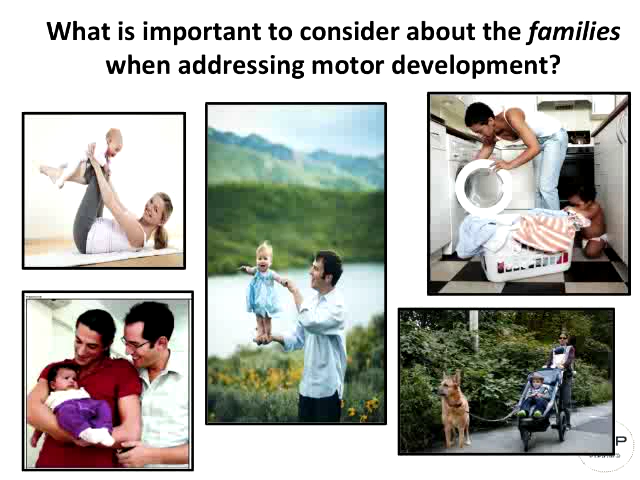 What is important to consider about the families
when addressing motor development?